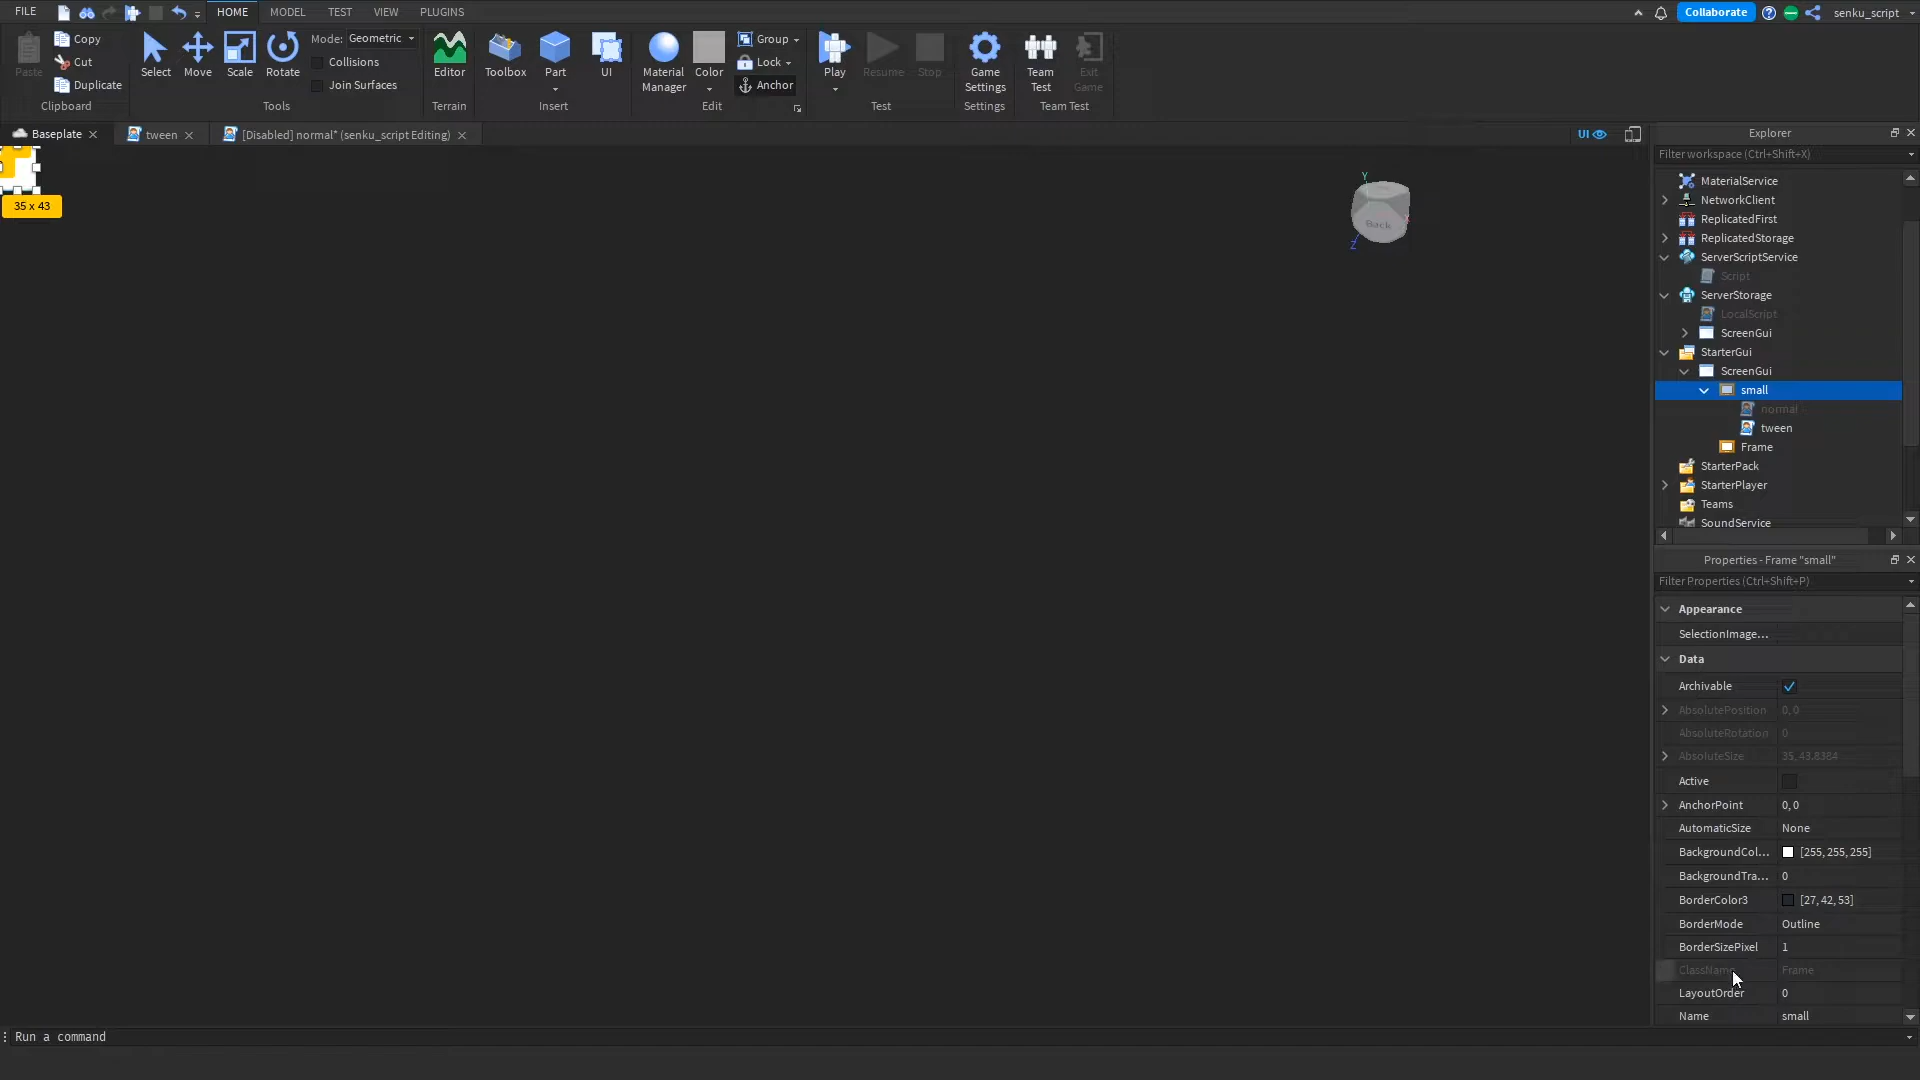 FILE HOME MODEL TEST VIEW PLUGINS Collaborate senku_script
Copy
Cut
Duplicate
Paste
Clipboard
Select Move Scale Rotate
Mode: Geometric
Collisions
Join Surfaces
Tools
Editor
Terrain
Toolbox Part UI
Insert
Material Manager
Color
Group
Lock
Anchor
Edit
Play Resume Stop
Test
Game Settings
Settings
Team Test
Exit Game
Team Test
Baseplate tween [Disabled] normal* (senku_script Editing) UI
35 x 43
Y
Back
Z
Explorer
Filter workspace (Ctrl+Shift+X)
MaterialService
NetworkClient
ReplicatedFirst
ReplicatedStorage
ServerScriptService
Script
ServerStorage
LocalScript
ScreenGui
StarterGui
ScreenGui
small
normal
tween
Frame
StarterPack
StarterPlayer
Teams
SoundService
Properties - Frame "small"
Filter Properties (Ctrl+Shift+P)
Appearance
SelectionImage...
Data
Archivable
AbsolutePosition 0, 0
AbsoluteRotation 0
AbsoluteSize 35, 43.8384
Active
AnchorPoint 0, 0
AutomaticSize None
BackgroundCol... [255, 255, 255]
BackgroundTra... 0
BorderColor3 [27, 42, 53]
BorderMode Outline
BorderSizePixel 1
ClassName Frame
LayoutOrder 0
Name small
Run a command